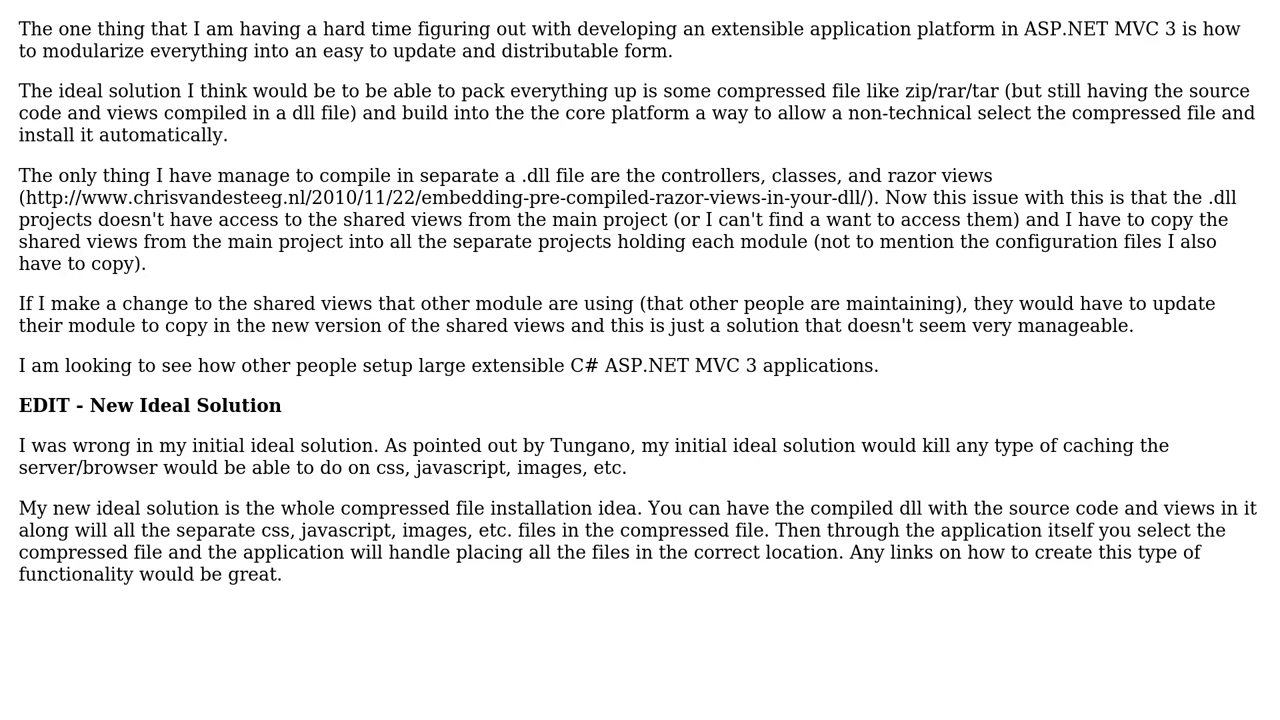 The one thing that I am having a hard time figuring out with developing an extensible application platform in ASP.NET MVC 3 is how
to modularize everything into an easy to update and distributable form.
The ideal solution I think would be to be able to pack everything up is some compressed file like zip/rar/tar (but still having the source
code and views compiled in a dll file) and build into the the core platform a way to allow a non-technical select the compressed file and
install it automatically.
The only thing I have manage to compile in separate a .dll file are the controllers, classes, and razor views
(http://www.chrisvandesteeg.nl/2010/11/22/embedding-pre-compiled-razor-views-in-your-dll/). Now this issue with this is that the .dll
projects doesn't have access to the shared views from the main project (or I can't find a want to access them) and I have to copy the
shared views from the main project into all the separate projects holding each module (not to mention the configuration files I also
have to copy).
If I make a change to the shared views that other module are using (that other people are maintaining), they would have to update
their module to copy in the new version of the shared views and this is just a solution that doesn't seem very manageable.
I am looking to see how other people setup large extensible C# ASP.NET MVC 3 applications.
EDIT - New Ideal Solution
I was wrong in my initial ideal solution. As pointed out by Tungano, my initial ideal solution would kill any type of caching the
server/browser would be able to do on css, javascript, images, etc.
My new ideal solution is the whole compressed file installation idea. You can have the compiled dll with the source code and views in it
along will all the separate css, javascript, images, etc. files in the compressed file. Then through the application itself you select the
compressed file and the application will handle placing all the files in the correct location. Any links on how to create this type of
functionality would be great.